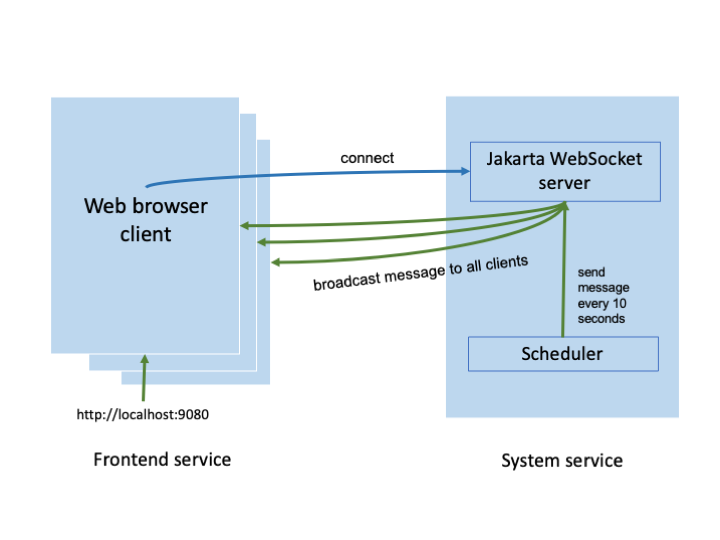 connect
Jakarta WebSocket
server
Web browser
client
broadcast message to all clients
send
message
every 10
seconds
Scheduler
http://localhost:9080
Frontend service
System service